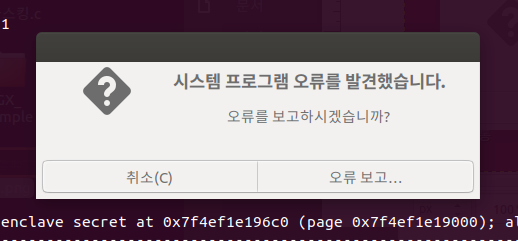 1
시스템 프로그램 오류를 발견했습니다.
오류를 보고하시겠습니까?
취소(C)
오류 보고...
enclave secret at 0x7f4ef1e196c0 (page 0x7f4ef1e19000); al